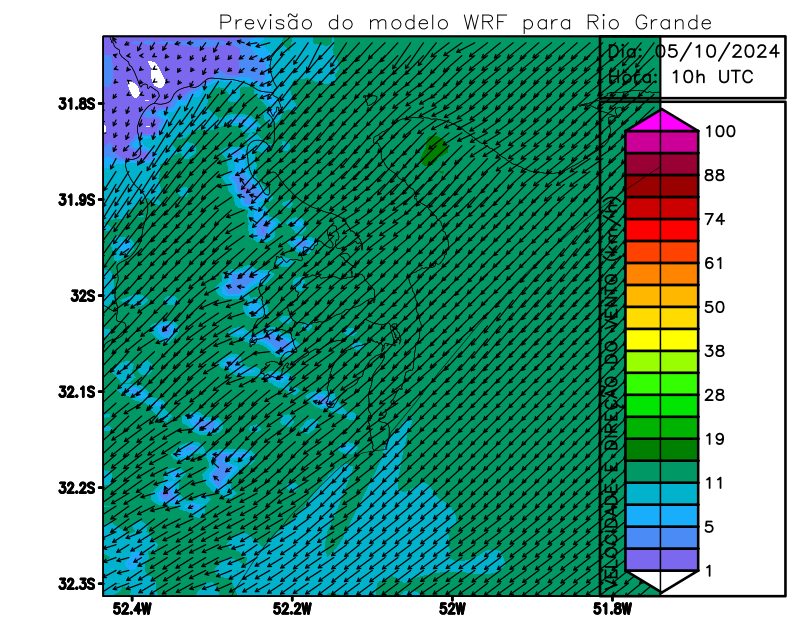 Previsão do modelo WRF para Rio Grande
Dia: 05/10/2024
Hora: 10h UTC
31.8S
31.9S
32S
32.1S
32.2S
32.3S
52.4W
52.2W
52W
51.8W
VELOCIDADE E DIREÇÃO DO VENTO (km/h)
100
88
74
61
50
38
28
19
11
5
1